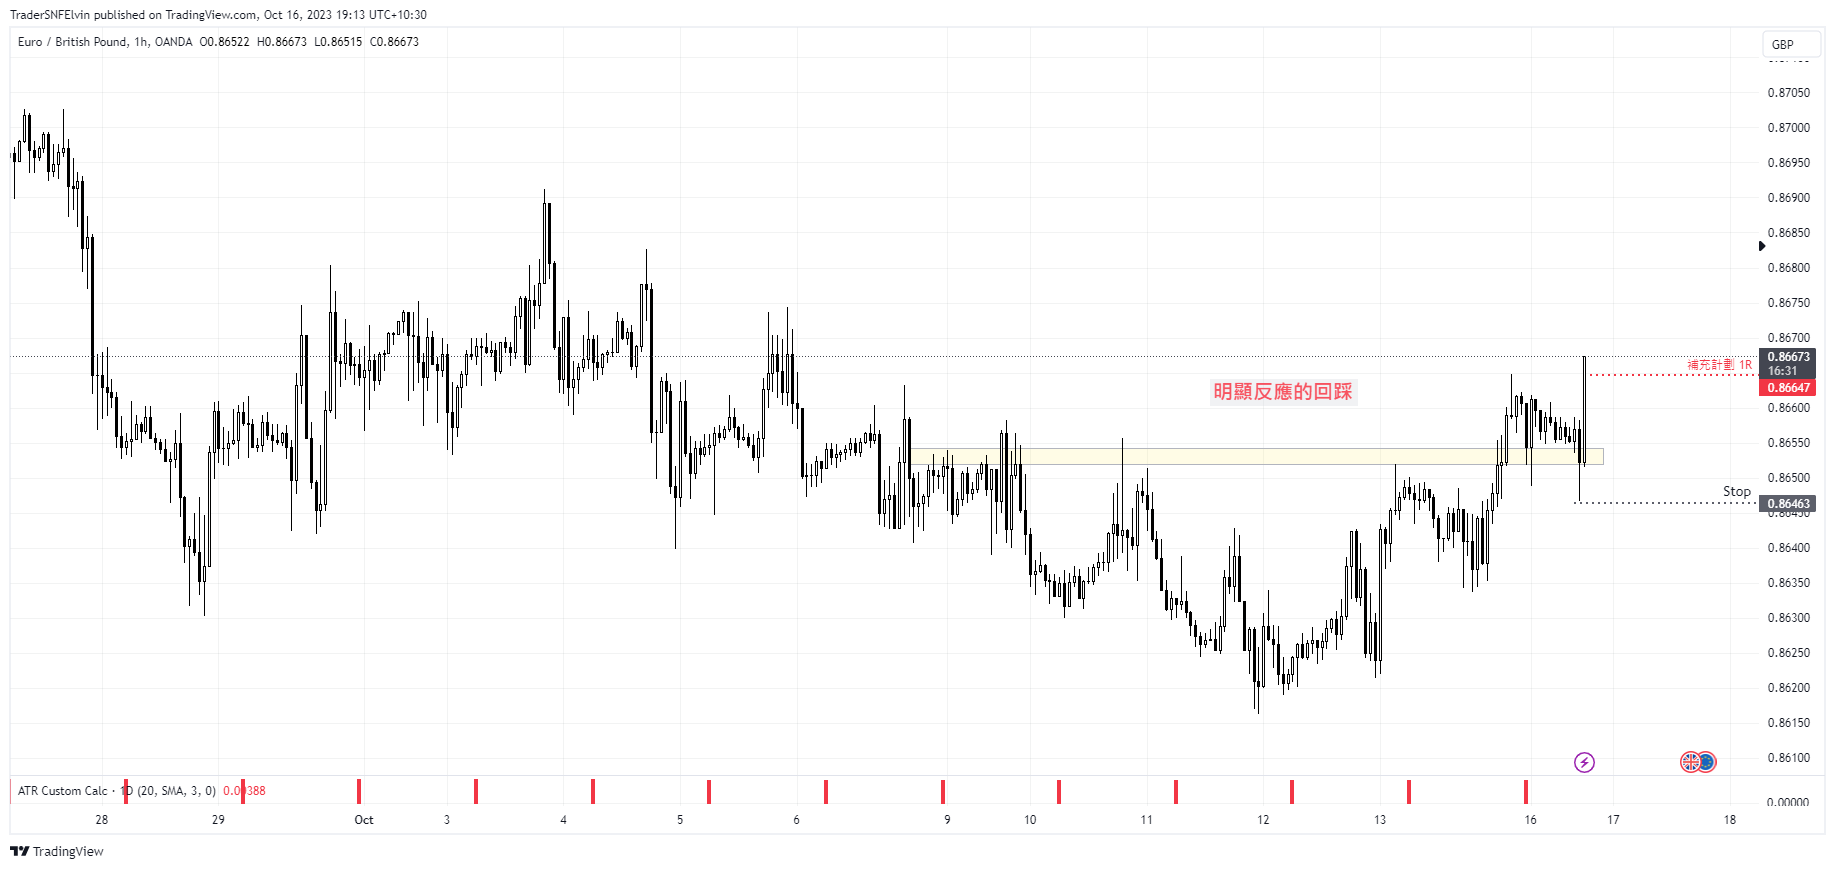 TraderSNFElvin published on TradingView.com, Oct 16, 2023 19:13 UTC+10:30
Euro / British Pound, 1h, OANDA O0.86522 H0.86673 L0.86515 C0.86673
GBP
0.87050
0.87000
0.86950
0.86900
0.86850
0.86800
0.86750
0.86700
0.86673
16:31
補充計劃 1R
0.86647
明顯反應的回踩
0.86600
0.86550
0.86500
Stop
0.86463
0.86450
0.86400
0.86350
0.86300
0.86250
0.86200
0.86150
0.86100
ATR Custom Calc · 1D (20, SMA, 3, 0) 0.00388
0.00000
28 29 Oct 3 4 5 6 9 10 11 12 13 16 17 18
TradingView